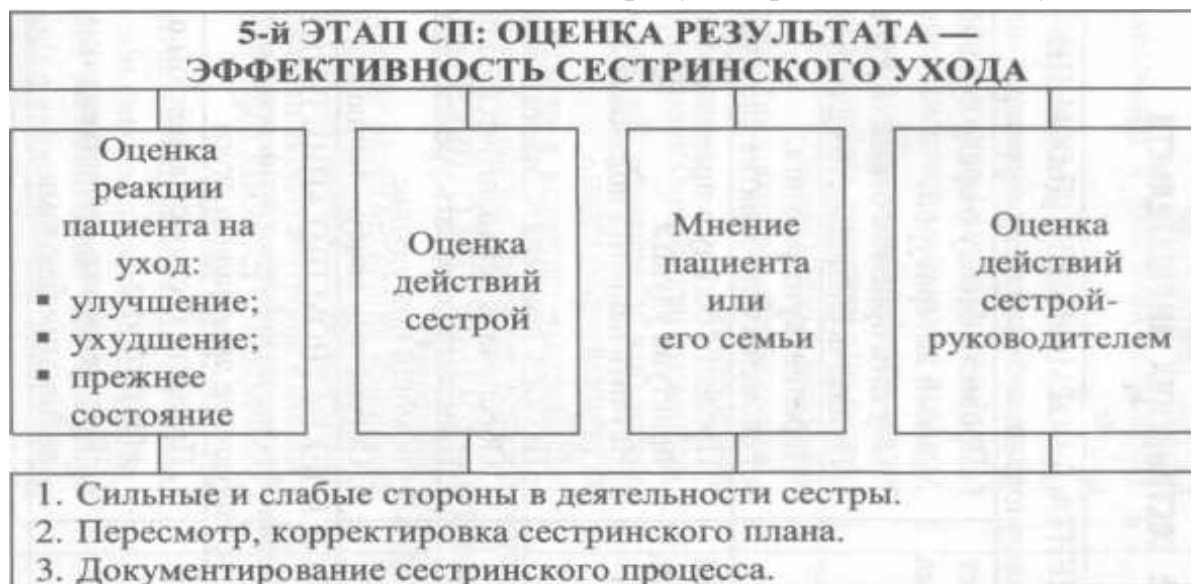 5-й ЭТАП СП: ОЦЕНКА РЕЗУЛЬТАТА —
ЭФФЕКТИВНОСТЬ СЕСТРИНСКОГО УХОДА
Оценка
реакции
пациента на
уход:
▪ улучшение;
▪ ухудшение;
▪ прежнее
состояние
Оценка
действий
сестрой
Мнение
пациента
или
его семьи
Оценка
действий
сестрой-
руководителем
1. Сильные и слабые стороны в деятельности сестры.
2. Пересмотр, корректировка сестринского плана.
3. Документирование сестринского процесса.